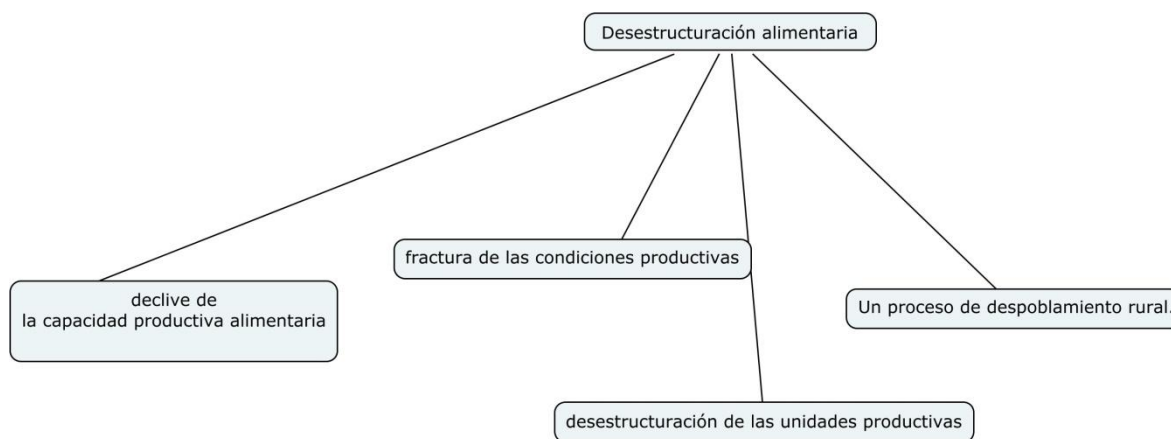 Desestructuración alimentaria
fractura de las condiciones productivas
declive de
la capacidad productiva alimentaria
Un proceso de despoblamiento rural.
desestructuración de las unidades productivas